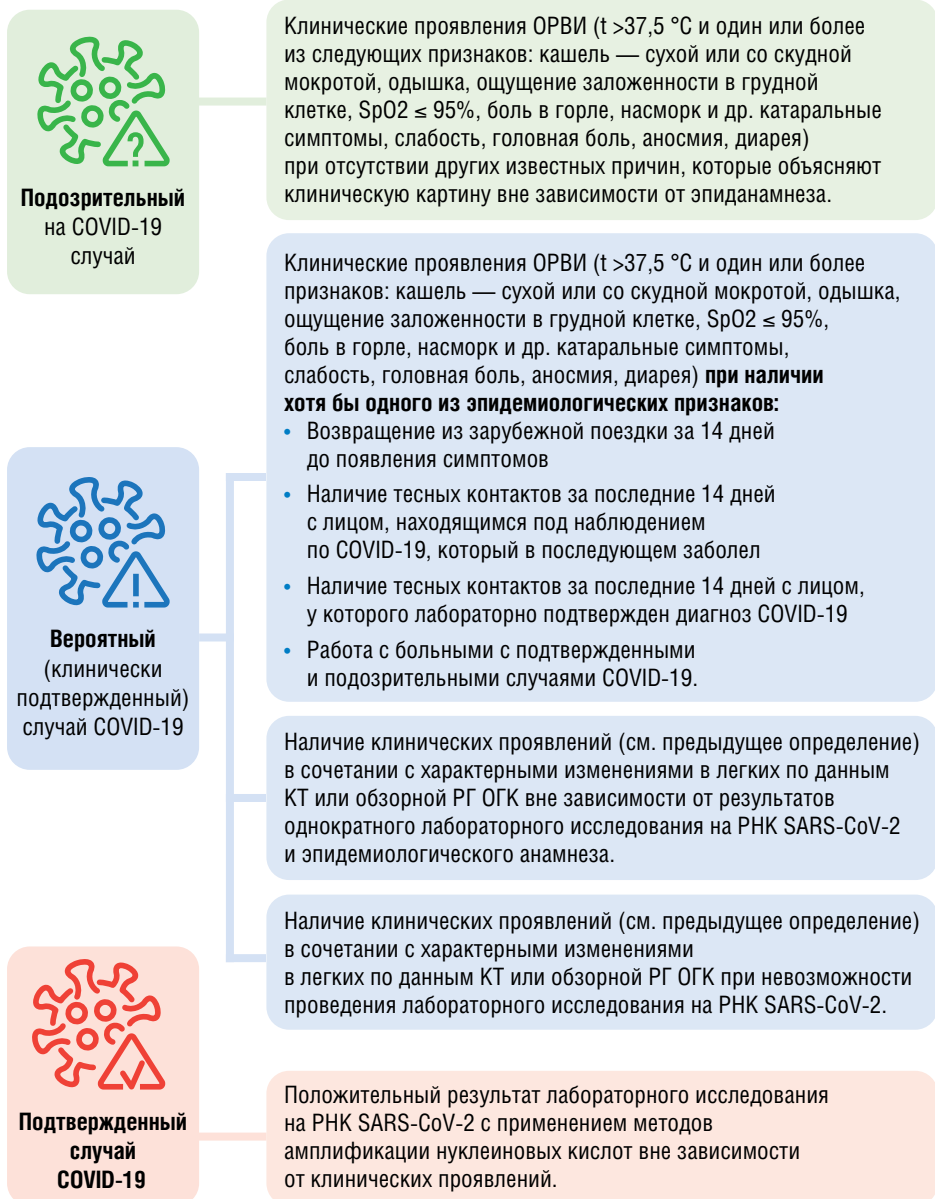 Подозрительный
на COVID-19
случай
Клинические проявления ОРВИ (t >37,5 °C и один или более
из следующих признаков: кашель — сухой или со скудной
мокротой, одышка, ощущение заложенности в грудной
клетке, SpO2 ≤ 95%, боль в горле, насморк и др. катаральные
симптомы, слабость, головная боль, аносмия, диарея)
при отсутствии других известных причин, которые объясняют
клиническую картину вне зависимости от эпиданамнеза.
Вероятный
(клинически
подтвержденный)
случай COVID-19
Клинические проявления ОРВИ (t >37,5 °C и один или более
признаков: кашель — сухой или со скудной мокротой, одышка,
ощущение заложенности в грудной клетке, SpO2 ≤ 95%,
боль в горле, насморк и др. катаральные симптомы,
слабость, головная боль, аносмия, диарея) при наличии
хотя бы одного из эпидемиологических признаков:
• Возвращение из зарубежной поездки за 14 дней
до появления симптомов
• Наличие тесных контактов за последние 14 дней
с лицом, находящимся под наблюдением
по COVID-19, который в последующем заболел
• Наличие тесных контактов за последние 14 дней с лицом,
у которого лабораторно подтвержден диагноз COVID-19
• Работа с больными с подтвержденными
и подозрительными случаями COVID-19.
Наличие клинических проявлений (см. предыдущее определение)
в сочетании с характерными изменениями в легких по данным
КТ или обзорной РГ ОГК вне зависимости от результатов
однократного лабораторного исследования на РНК SARS-CoV-2
и эпидемиологического анамнеза.
Наличие клинических проявлений (см. предыдущее определение)
в сочетании с характерными изменениями
в легких по данным КТ или обзорной РГ ОГК при невозможности
проведения лабораторного исследования на РНК SARS-CoV-2.
Подтвержденный
случай
COVID-19
Положительный результат лабораторного исследования
на РНК SARS-CoV-2 с применением методов
амплификации нуклеиновых кислот вне зависимости
от клинических проявлений.